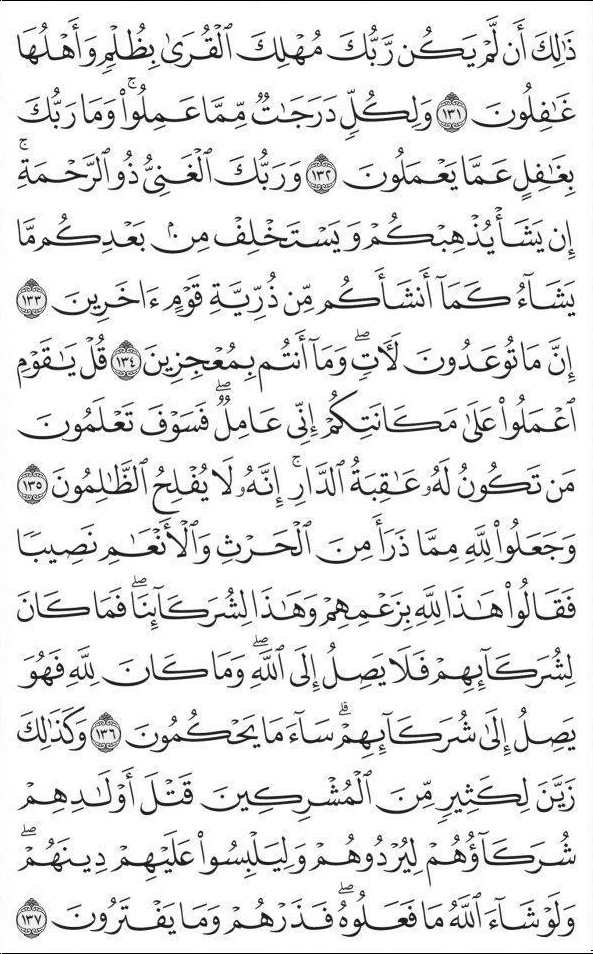 ذَٰلِكَ أَن لَّمْ يَكُن رَّبُّكَ مُهْلِكَ ٱلْقُرَىٰ بِظُلْمٍ وَأَهْلُهَا
غَٰفِلُونَ ١٣١ وَلِكُلٍّ دَرَجَٰتٌ مِّمَّا عَمِلُوا۟ۚ وَمَا رَبُّكَ
بِغَٰفِلٍ عَمَّا يَعْمَلُونَ ١٣٢ وَرَبُّكَ ٱلْغَنِىُّ ذُو ٱلرَّحْمَةِۚ
إِن يَشَأْ يُذْهِبْكُمْ وَيَسْتَخْلِفْ مِنۢ بَعْدِكُم مَّا
يَشَآءُ كَمَآ أَنشَأَكُم مِّن ذُرِّيَّةِ قَوْمٍ ءَاخَرِينَ ١٣٣
إِنَّ مَا تُوعَدُونَ لَءَاتٍۖ وَمَآ أَنتُم بِمُعْجِزِينَ ١٣٤ قُلْ يَٰقَوْمِ
ٱعْمَلُوا۟ عَلَىٰ مَكَانَتِكُمْ إِنِّى عَامِلٌۖ فَسَوْفَ تَعْلَمُونَ
مَن تَكُونُ لَهُۥ عَٰقِبَةُ ٱلدَّارِۚ إِنَّهُۥ لَا يُفْلِحُ ٱلظَّٰلِمُونَ ١٣٥
وَجَعَلُوا۟ لِلَّهِ مِمَّا ذَرَأَ مِنَ ٱلْحَرْثِ وَٱلْأَنْعَٰمِ نَصِيبًا
فَقَالُوا۟ هَٰذَا لِلَّهِ بِزَعْمِهِمْ وَهَٰذَا لِشُرَكَآئِنَاۖ فَمَا كَانَ
لِشُرَكَآئِهِمْ فَلَا يَصِلُ إِلَى ٱللَّهِۖ وَمَا كَانَ لِلَّهِ فَهُوَ
يَصِلُ إِلَىٰ شُرَكَآئِهِمْۗ سَآءَ مَا يَحْكُمُونَ ١٣٦ وَكَذَٰلِكَ
زَيَّنَ لِكَثِيرٍ مِّنَ ٱلْمُشْرِكِينَ قَتْلَ أَوْلَٰدِهِمْ
شُرَكَآؤُهُمْ لِيُرْدُوهُمْ وَلِيَلْبِسُوا۟ عَلَيْهِمْ دِينَهُمْۖ
وَلَوْ شَآءَ ٱللَّهُ مَا فَعَلُوهُۖ فَذَرْهُمْ وَمَا يَفْتَرُونَ ١٣٧